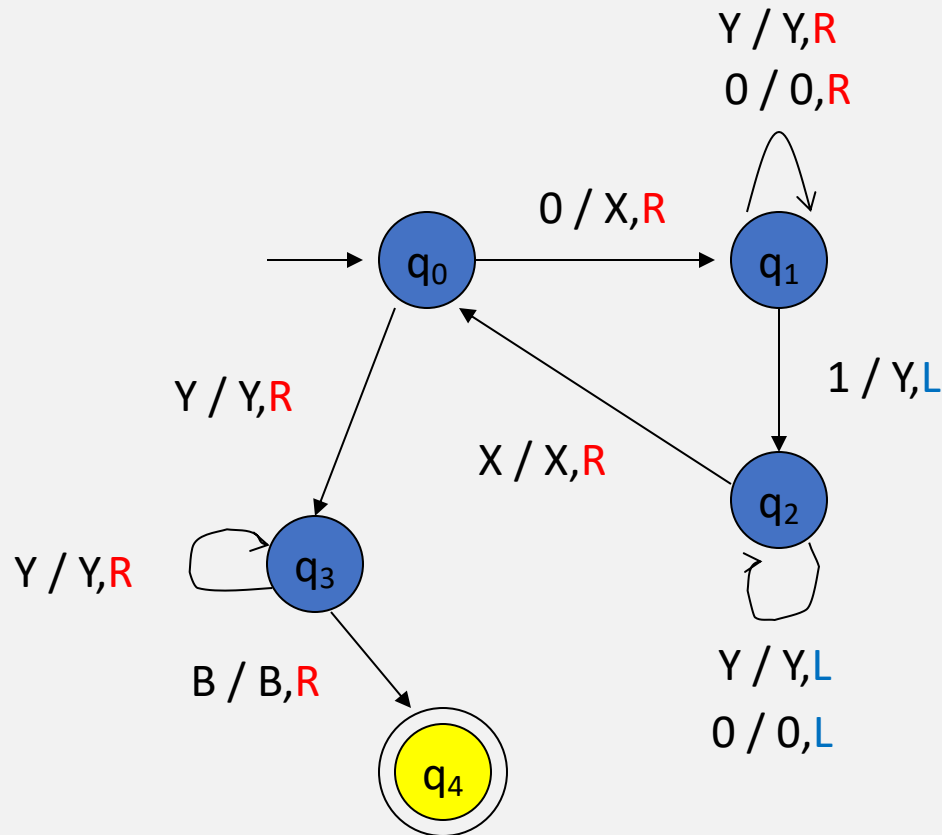 Y / Y,R
0 / 0,R
0 / X,R
q0
q1
Y / Y,R
1 / Y,L
X / X,R
q2
q3
Y / Y,R
Y / Y,L
0 / 0,L
B / B,R
q4